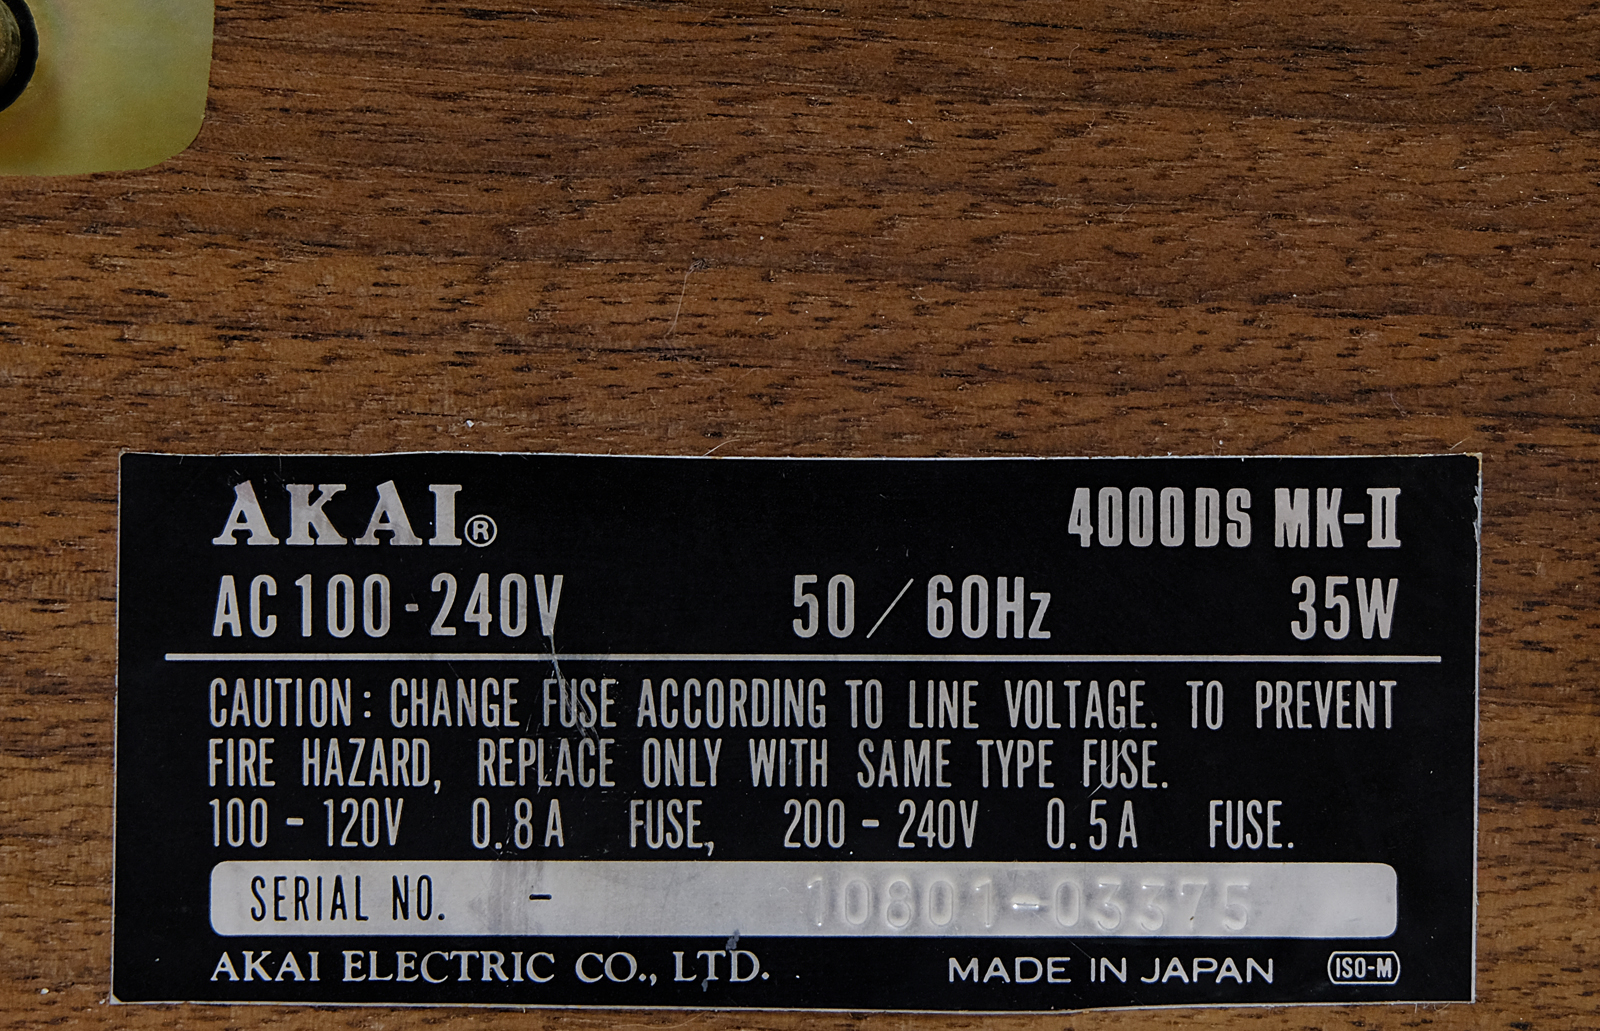 AKAI® 4000DS MK-II
AC 100-240V 50/60Hz 35W
CAUTION: CHANGE FUSE ACCORDING TO LINE VOLTAGE. TO PREVENT
FIRE HAZARD, REPLACE ONLY WITH SAME TYPE FUSE.
100-120V 0.8A FUSE, 200-240V 0.5A FUSE.
SERIAL NO. - 10801-03375
AKAI ELECTRIC CO., LTD. MADE IN JAPAN ISO-M